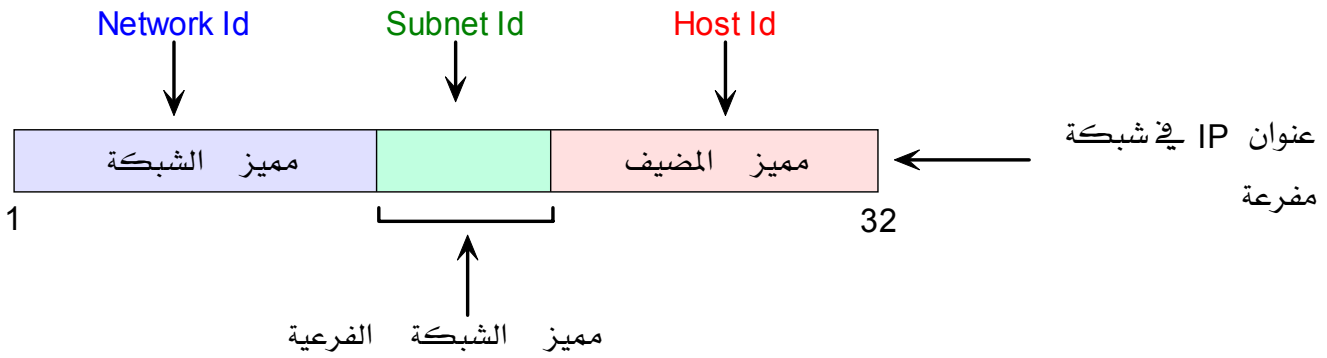 Network Id Subnet Id Host Id
مميز الشبكة مميز المضيف
عنوان IP في شبكة
مفرعة
1 32
مميز الشبكة الفرعية